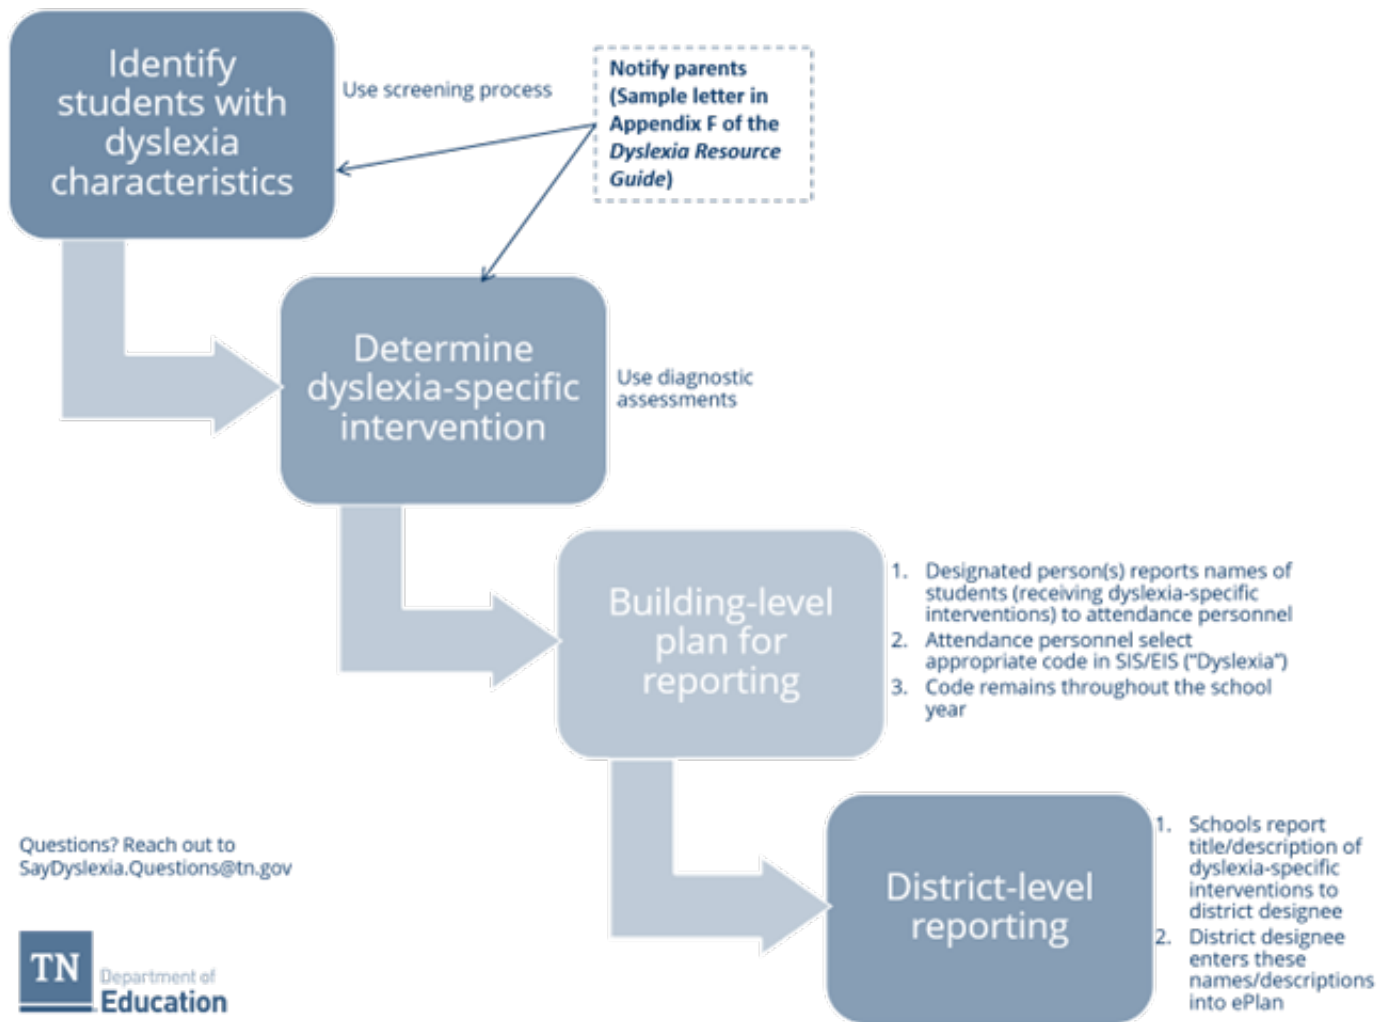 Identify
students with
dyslexia
characteristics
Use screening process
Notify parents
(Sample letter in
Appendix F of the
Dyslexia Resource
Guide)
Determine
dyslexia-specific
intervention
Use diagnostic
assessments
Building-level
plan for
reporting
1. Designated person(s) reports names of
students (receiving dyslexia-specific
interventions) to attendance personnel
2. Attendance personnel select
appropriate code in SIS/EIS (“Dyslexia”)
3. Code remains throughout the school
year
District-level
reporting
1. Schools report
title/description of
dyslexia-specific
interventions to
district designee
2. District designee
enters these
names/descriptions
into ePlan
Questions? Reach out to
SayDyslexia.Questions@tn.gov
TN
Department of
Education